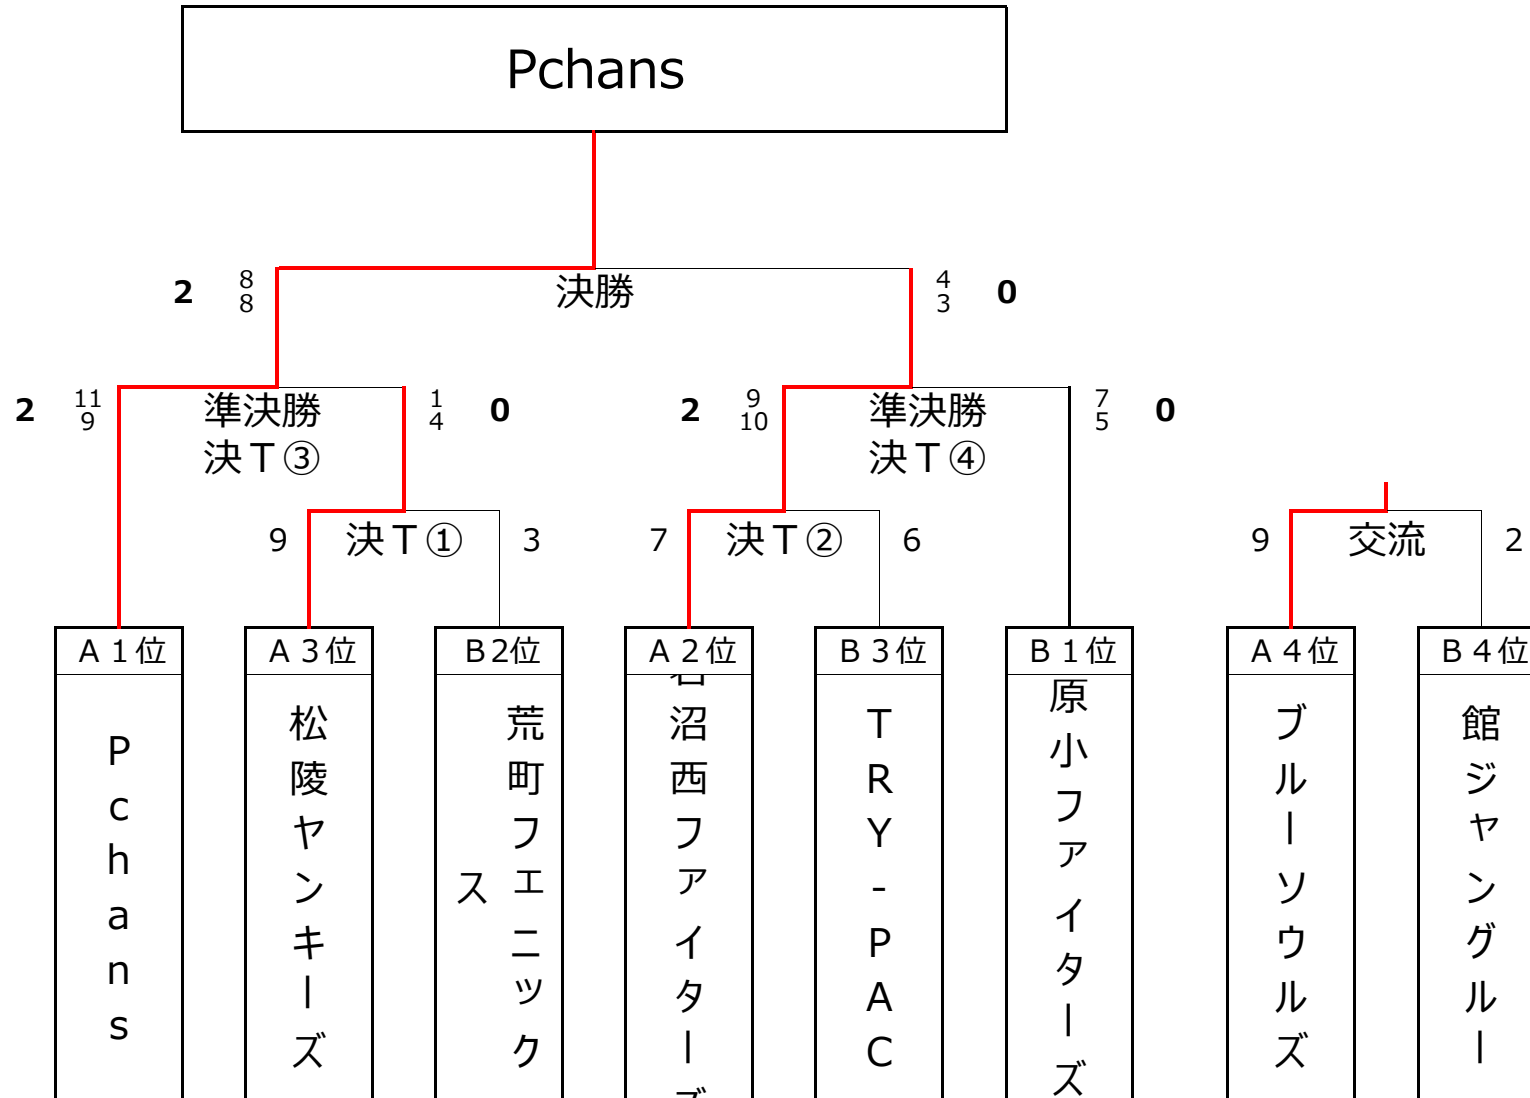 Pchans
2 8 8 決勝 4 3 0
2 11 9 準決勝 決T③ 1 4 0
2 9 10 準決勝 決T④ 7 5 0
9 決T① 3
7 決T② 6
9 交流 2
A1位
Pchans
A3位
松陵ヤンキーズ
B2位
荒町フェニックス
A2位
沼西ファイターズ
B3位
TRY-PAC
B1位
原小ファイターズ
A4位
ブルーソウルズ
B4位
館ジャングルー